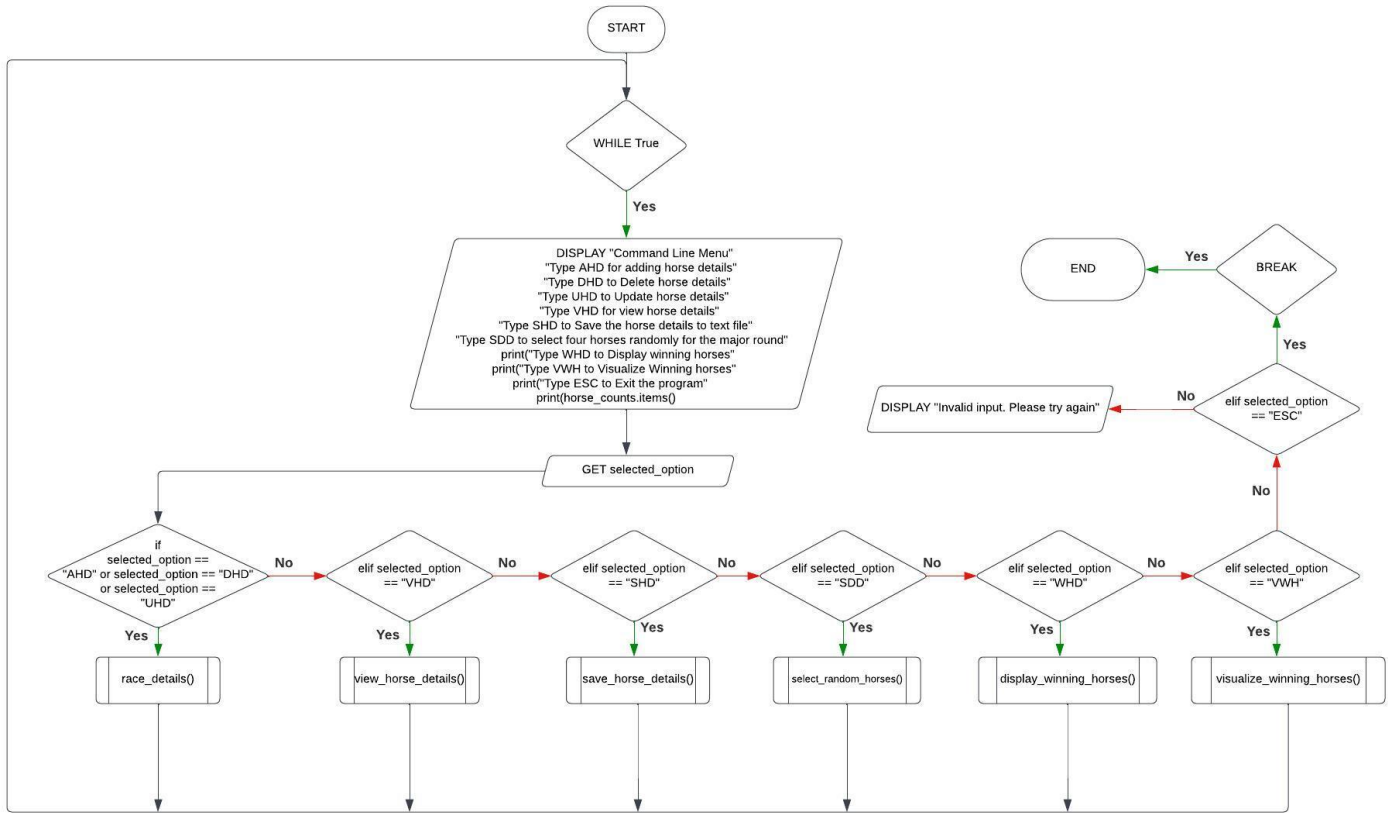 START
WHILE True
Yes
DISPLAY "Command Line Menu"
"Type AHD for adding horse details"
"Type DHD to Delete horse details"
"Type UHD to Update horse details"
"Type VHD for view horse details"
"Type SHD to Save the horse details to text file"
"Type SDD to select four horses randomly for the major round"
print("Type WHD to Display winning horses"
print("Type VWH to Visualize Winning horses"
print("Type ESC to Exit the program"
print(horse_counts.items()
GET selected_option
if
selected_option ==
"AHD" or selected_option == "DHD"
or selected_option ==
"UHD"
No
Yes
race_details()
elif selected_option
== "VHD"
No
Yes
view_horse_details()
elif selected_option
== "SHD"
No
Yes
save_horse_details()
elif selected_option
== "SDD"
No
Yes
select_random_horses()
elif selected_option
== "WHD"
No
Yes
display_winning_horses()
elif selected_option
== "VWH"
Yes
visualize_winning_horses()
No
elif selected_option
== "ESC"
No
DISPLAY "Invalid input. Please try again"
Yes
BREAK
Yes
END